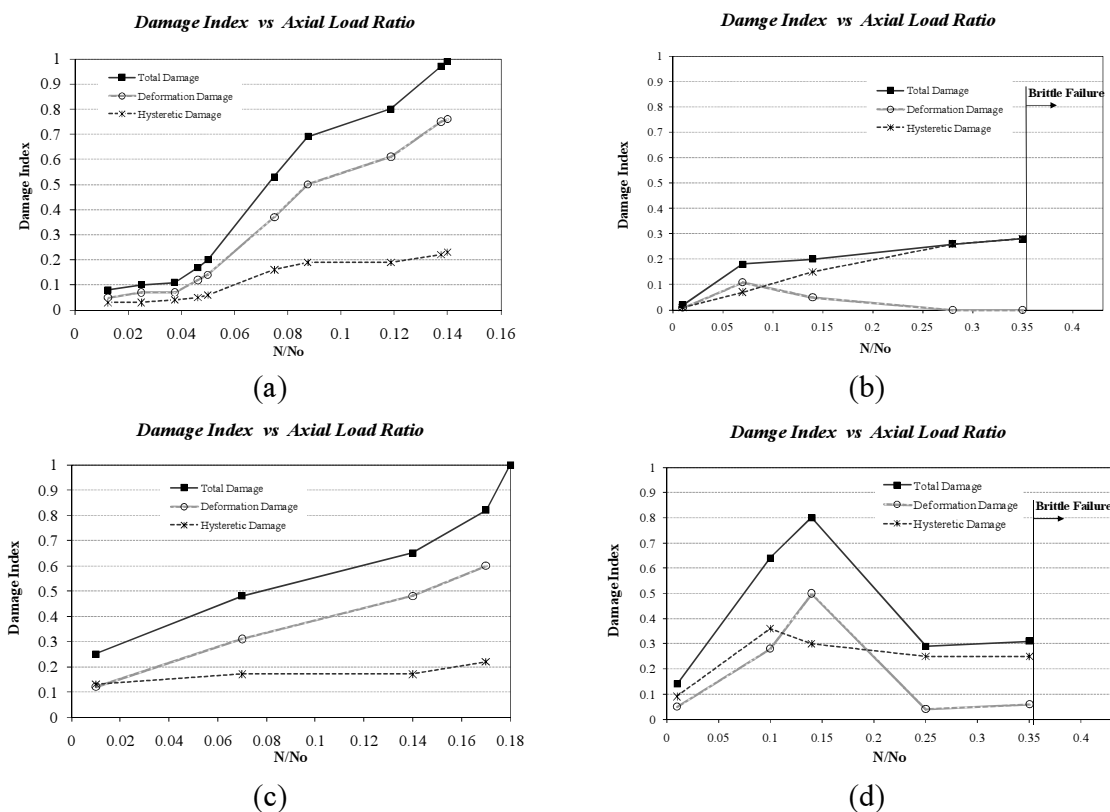 Damage Index vs Axial Load Ratio
1
0.9
0.8
0.7
0.6
0.5
0.4
0.3
0.2
0.1
0
Damage Index
Total Damage
Deformation Damage
Hysteretic Damage
0 0.02 0.04 0.06 0.08 0.1 0.12 0.14 0.16
N/No
(a)
Damge Index vs Axial Load Ratio
1
0.9
0.8
0.7
0.6
0.5
0.4
0.3
0.2
0.1
0
Damage Index
Total Damage
Deformation Damage
Hysteretic Damage
Brittle Failure
0 0.05 0.1 0.15 0.2 0.25 0.3 0.35 0.4
N/No
(b)
Damage Index vs Axial Load Ratio
1
0.9
0.8
0.7
0.6
0.5
0.4
0.3
0.2
0.1
0
Damage Index
Total Damage
Deformation Damage
Hysteretic Damage
0 0.02 0.04 0.06 0.08 0.1 0.12 0.14 0.16 0.18
N/No
(c)
Damge Index vs Axial Load Ratio
1
0.9
0.8
0.7
0.6
0.5
0.4
0.3
0.2
0.1
0
Damage Index
Total Damage
Deformation Damage
Hysteretic Damage
Brittle Failure
0 0.05 0.1 0.15 0.2 0.25 0.3 0.35 0.4
N/No
(d)